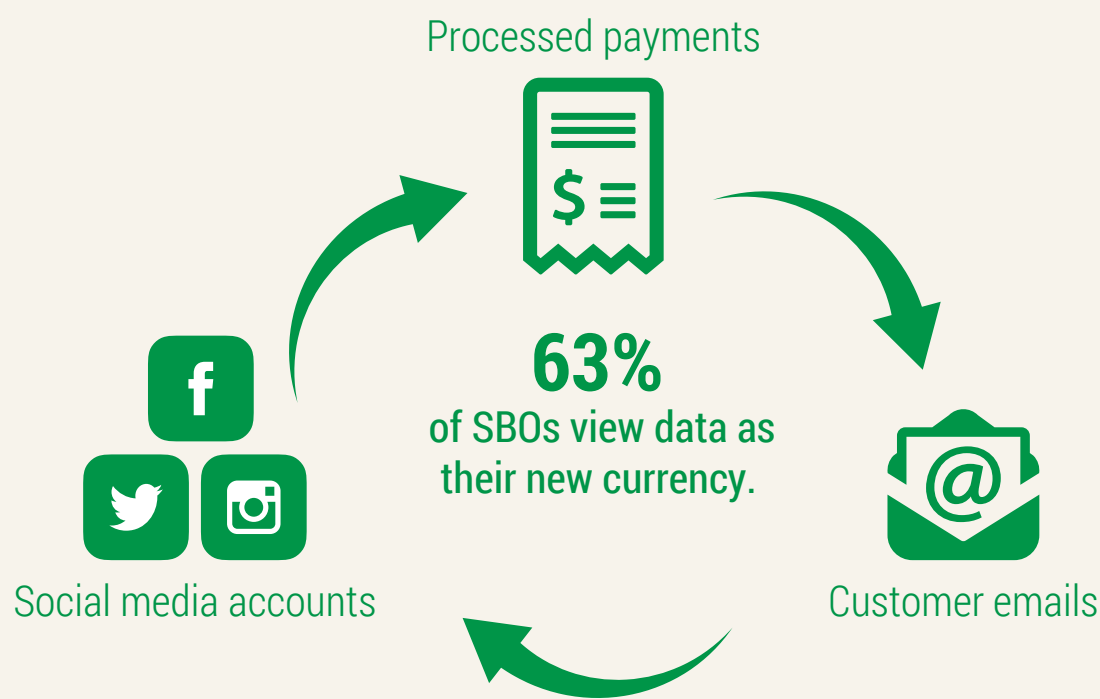 Processed payments
$
63%
of SBOs view data as
their new currency.
f
@
Social media accounts
Customer emails